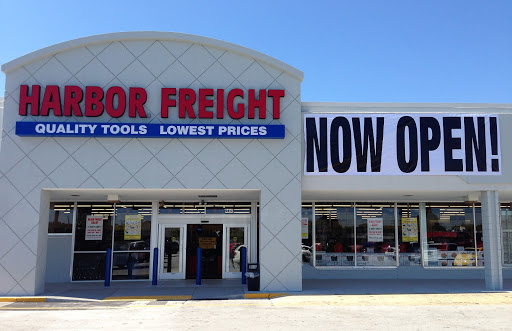 HARBOR FREIGHT
QUALITY TOOLS LOWEST PRICES
NOW OPEN!